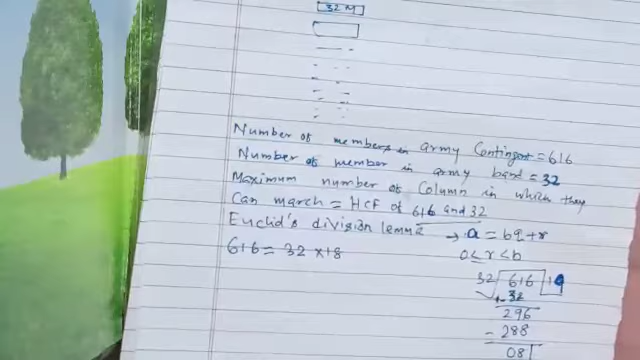 32 M
Number of members in army Contingent = 616
Number of member in army band = 32
Maximum number of Column in which they
Can march = HCF of 616 and 32
Euclid's division lemma → a = bq+r
0≤r<b
616 = 32 ×18
32 616 19
- 32
296
- 288
08